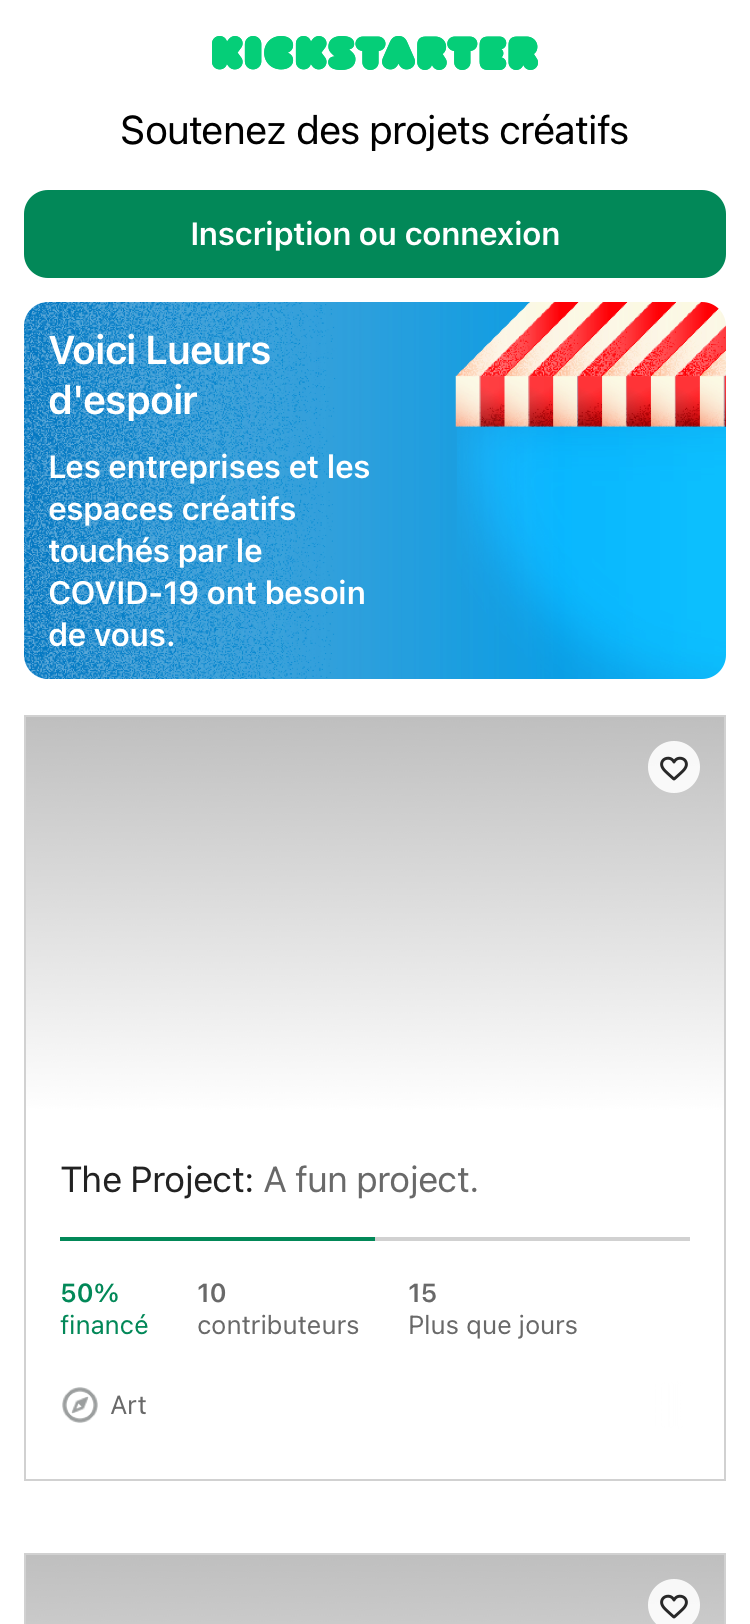 KICKSTARTER
Soutenez des projets créatifs
Inscription ou connexion
Voici Lueurs
d'espoir
Les entreprises et les
espaces créatifs
touchés par le
COVID-19 ont besoin
de vous.
The Project: A fun project.
50% 10 15
financé contributeurs Plus que jours
Art